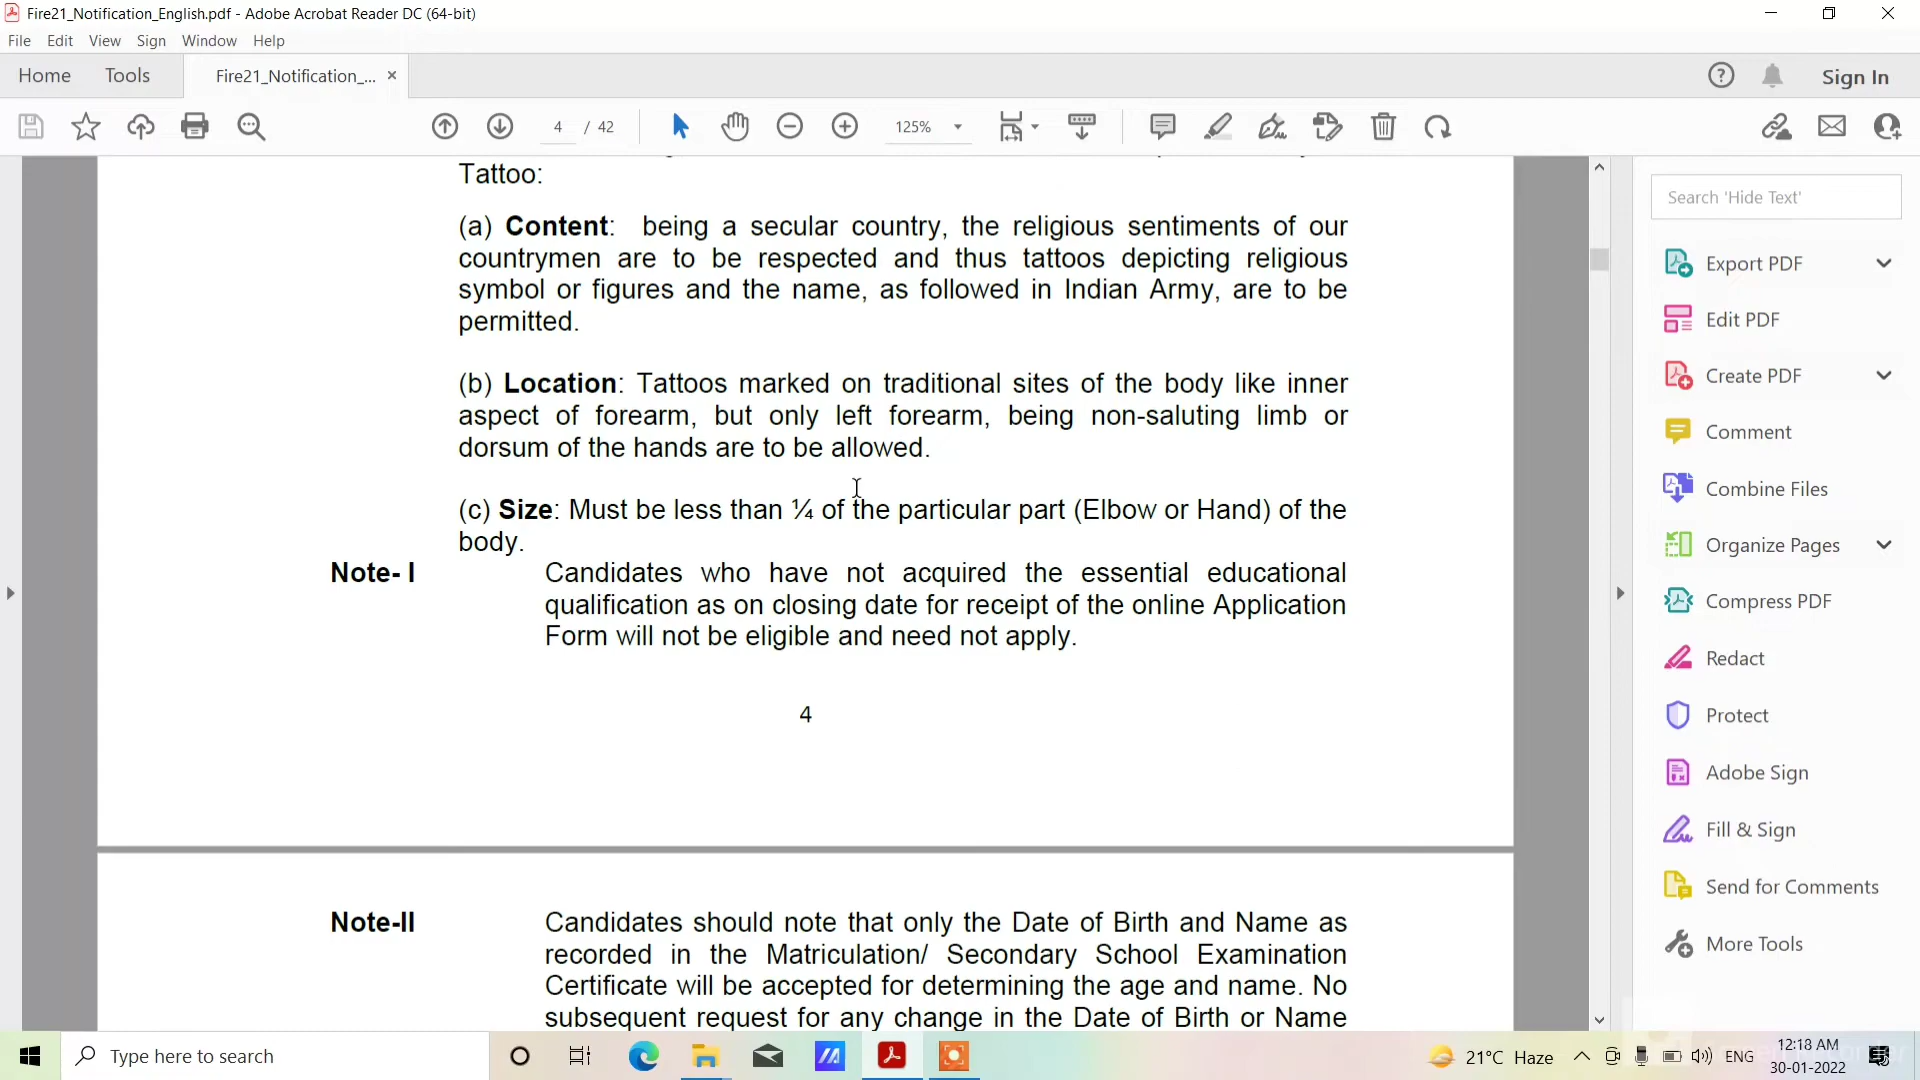 Fire21_Notification_English.pdf - Adobe Acrobat Reader DC (64-bit)
File Edit View Sign Window Help
Home Tools Fire21_Notification_... × Sign In
4 / 42 125%
Tattoo:
(a) Content: being a secular country, the religious sentiments of our
countrymen are to be respected and thus tattoos depicting religious
symbol or figures and the name, as followed in Indian Army, are to be
permitted.
(b) Location: Tattoos marked on traditional sites of the body like inner
aspect of forearm, but only left forearm, being non-saluting limb or
dorsum of the hands are to be allowed.
(c) Size: Must be less than ¼ of the particular part (Elbow or Hand) of the
body.
Note- I Candidates who have not acquired the essential educational
qualification as on closing date for receipt of the online Application
Form will not be eligible and need not apply.
4
Note-II Candidates should note that only the Date of Birth and Name as
recorded in the Matriculation/ Secondary School Examination
Certificate will be accepted for determining the age and name. No
subsequent request for any change in the Date of Birth or Name
Search 'Hide Text'
Export PDF
Edit PDF
Create PDF
Comment
Combine Files
Organize Pages
Compress PDF
Redact
Protect
Adobe Sign
Fill & Sign
Send for Comments
More Tools
Type here to search
21°C Haze
ENG
12:18 AM
30-01-2022